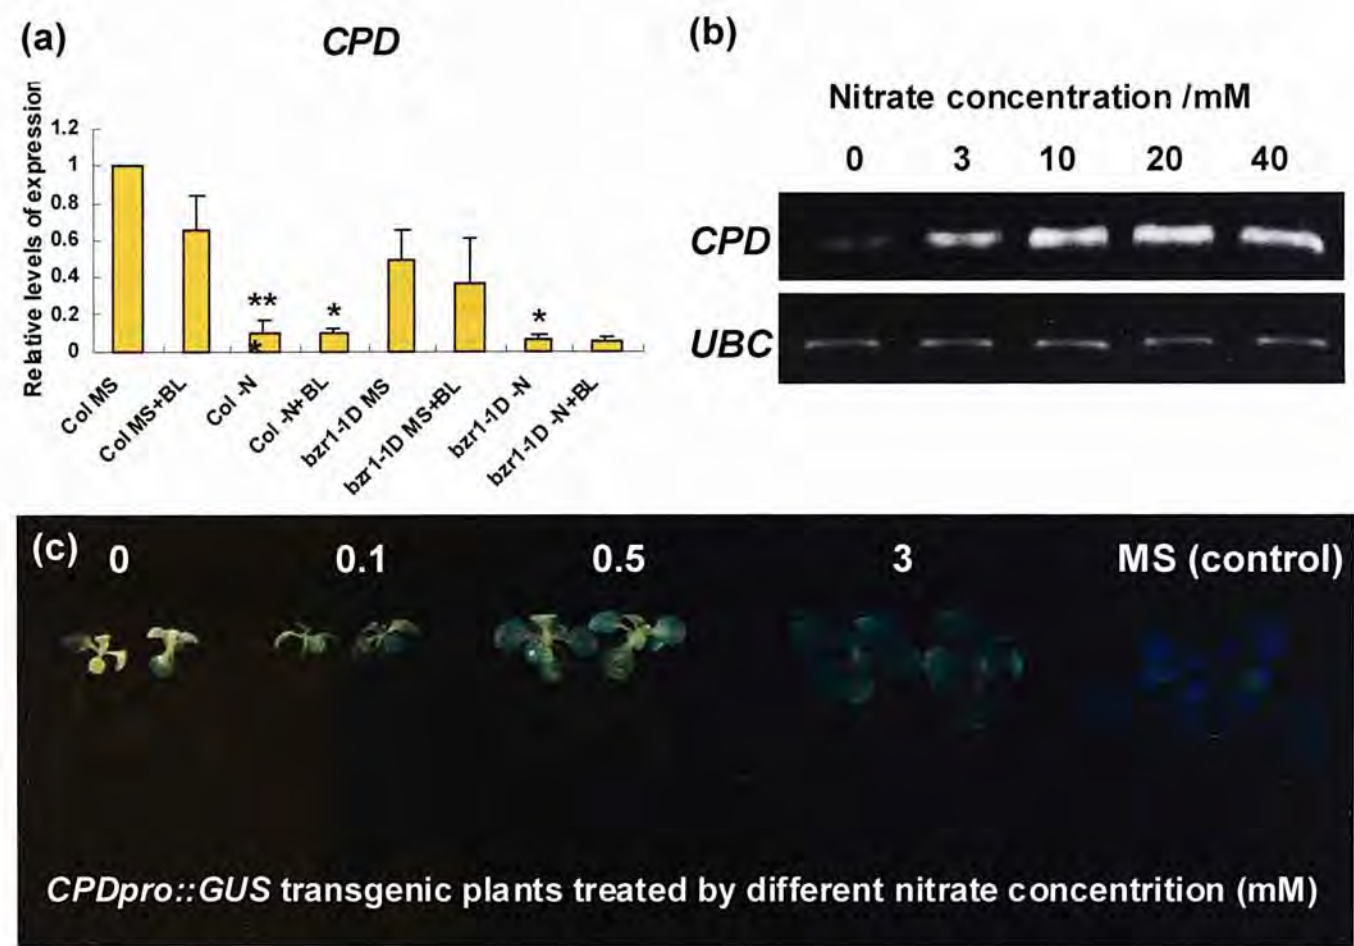 (a)
CPD
Relative levels of expression
1.2
1
0.8
0.6
0.4
0.2
0
**
*
*
*
Col MS
Col MS+BL
Col -N
Col -N+BL
bzr1-1D MS
bzr1-1D MS+BL
bzr1-1D -N
bzr1-1D -N+BL
(b)
Nitrate concentration /mM
0 3 10 20 40
CPD
UBC
(c) 0 0.1 0.5 3 MS (control)
CPDpro::GUS transgenic plants treated by different nitrate concentrition (mM)